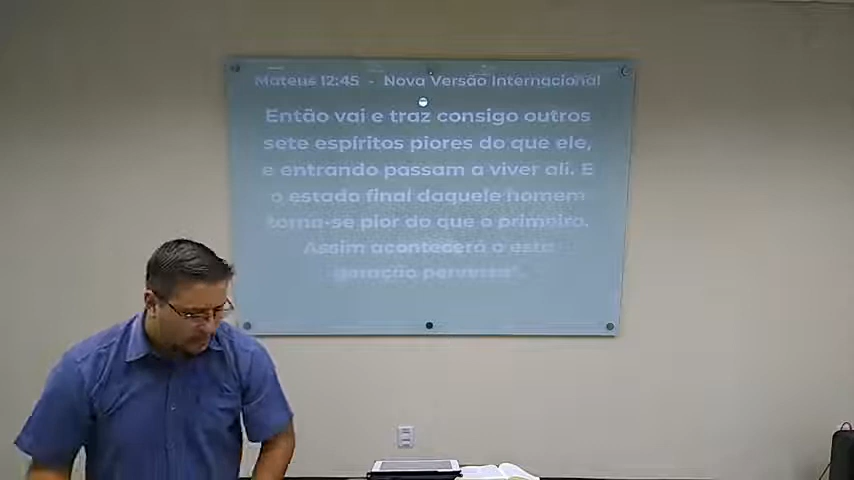 Mateus 12:45 - Nova Versão Internacional
Então vai e traz consigo outros
sete espíritos piores do que ele,
e entrando passam a viver ali. E
o estado final daquele homem
torna-se pior do que o primeiro.
Assim acontecerá a esta
geração perversa".